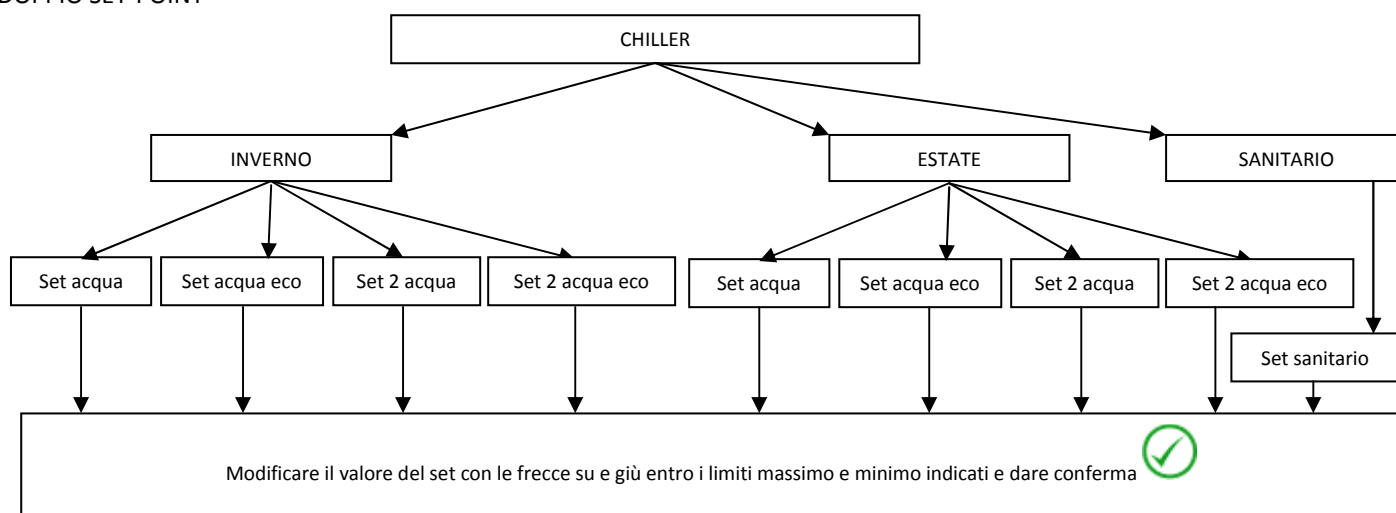 DOPPIO SET POINT
CHILLER
INVERNO
ESTATE
SANITARIO
Set acqua
Set acqua eco
Set 2 acqua
Set 2 acqua eco
Set acqua
Set acqua eco
Set 2 acqua
Set 2 acqua eco
Set sanitario
Modificare il valore del set con le frecce su e giù entro i limiti massimo e minimo indicati e dare conferma